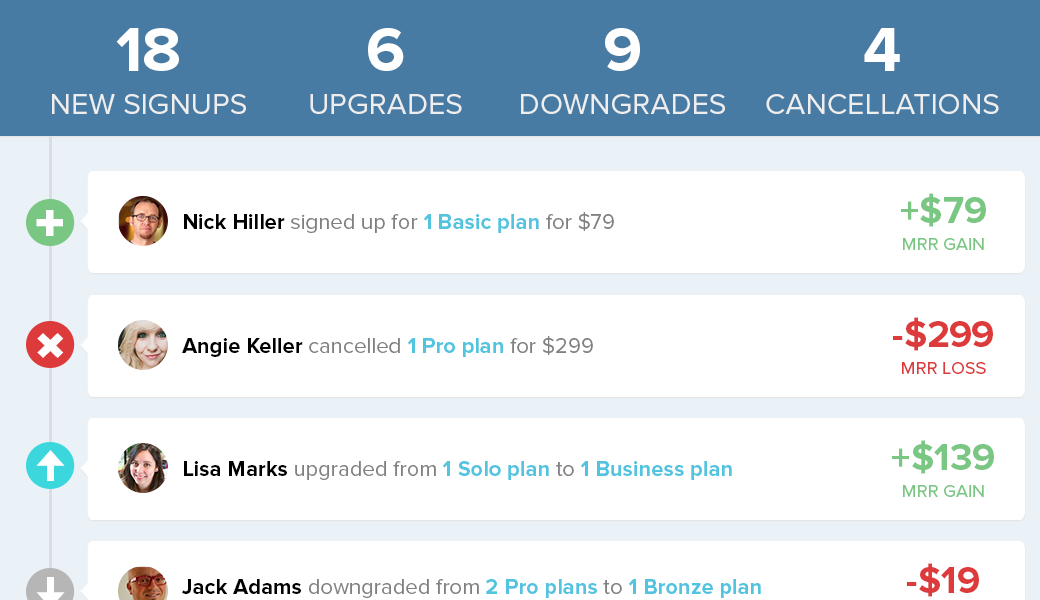 18 6 9 4
NEW SIGNUPS UPGRADES DOWNGRADES CANCELLATIONS
Nick Hiller signed up for 1 Basic plan for $79
+$79
MRR GAIN
Angie Keller cancelled 1 Pro plan for $299
-$299
MRR LOSS
Lisa Marks upgraded from 1 Solo plan to 1 Business plan
+$139
MRR GAIN
Jack Adams downgraded from 2 Pro plans to 1 Bronze plan
-$19